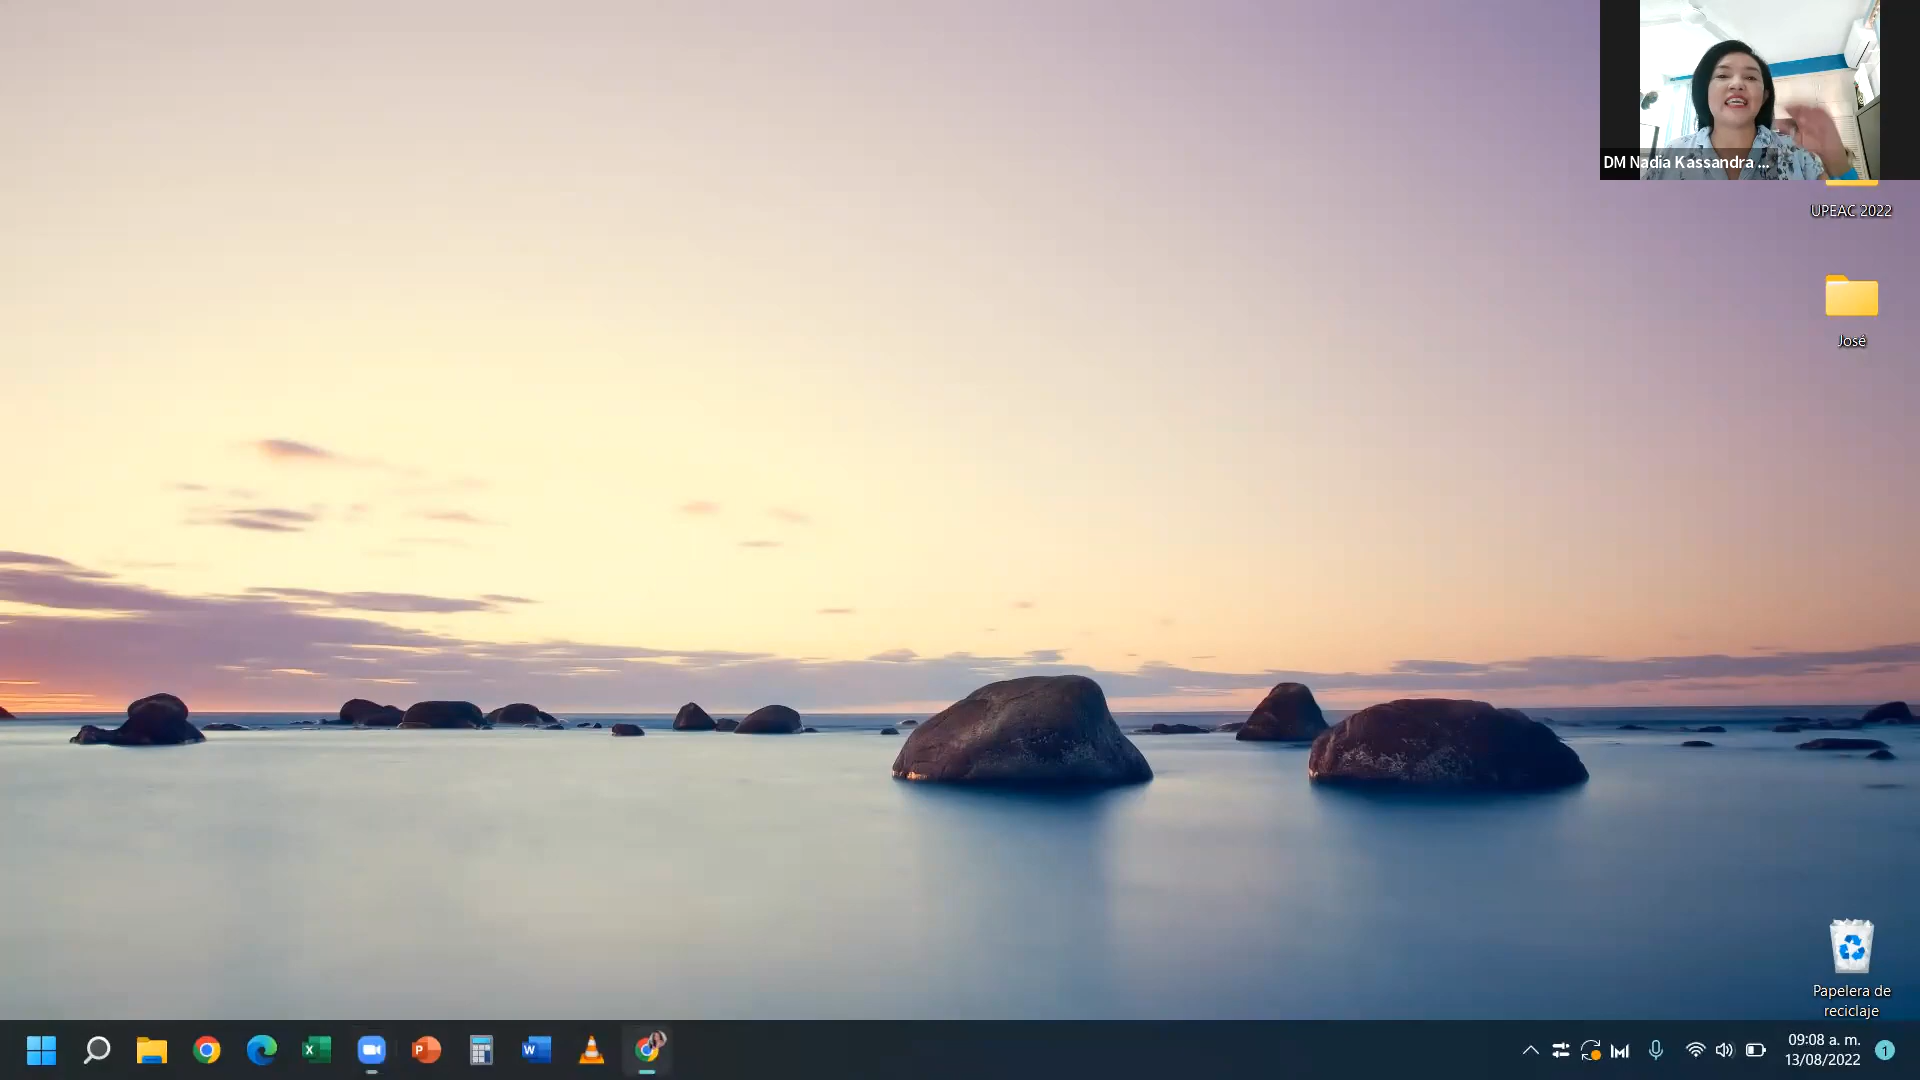 DM Nadia Kassandra ...
UPEAC 2022
José
Papelera de
reciclaje
09:08 a. m.
13/08/2022
1